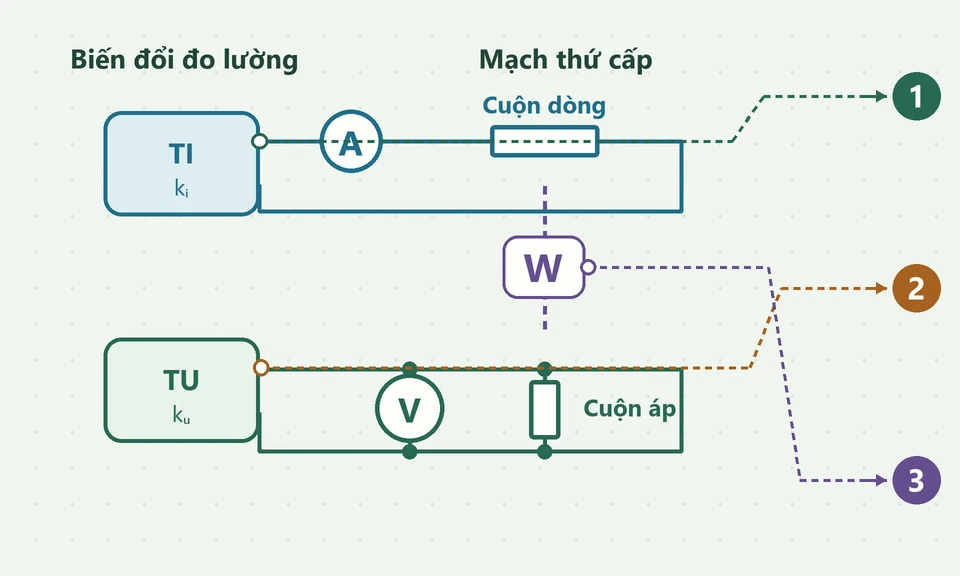 Biến đổi đo lường
Mạch thứ cấp
Cuộn dòng
1
TI
kᵢ
A
W
2
TU
kᵤ
V
Cuộn áp
3